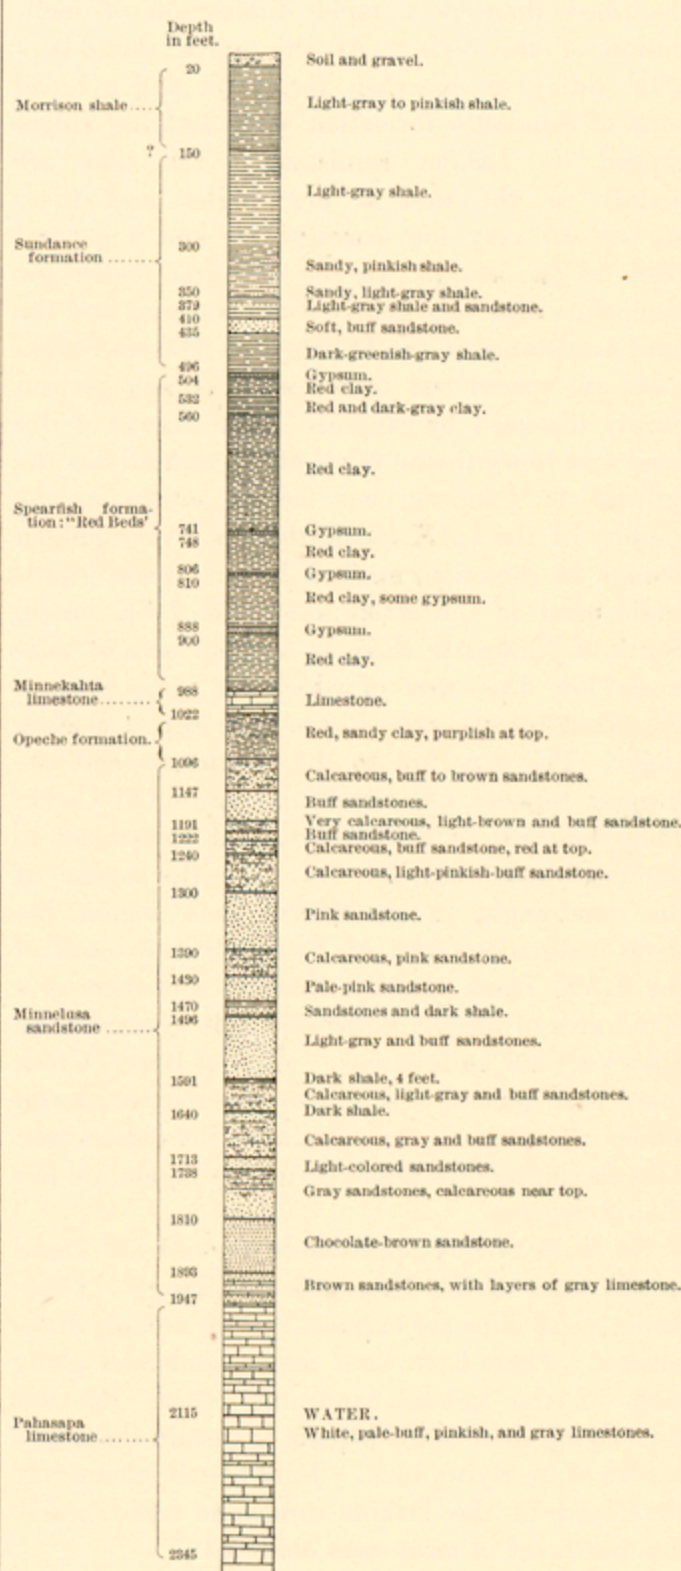 Depth
in feet.
Soil and gravel.
20
Morrison shale.....
Light-gray to pinkish shale.
? 150
Light-gray shale.
Sundance
formation ........
300
Sandy, pinkish shale.
350
Sandy, light-gray shale.
379
Light-gray shale and sandstone.
410
Soft, buff sandstone.
435
Dark-greenish-gray shale.
496
Gypsum.
504
Red clay.
532
Red and dark-gray clay.
560
Red clay.
Spearfish forma-
tion: "Red Beds'
741
Gypsum.
748
Red clay.
806
Gypsum.
810
Red clay, some gypsum.
888
Gypsum.
900
Red clay.
Minnekahta
limestone........
988
Limestone.
1022
Opeche formation.
Red, sandy clay, purplish at top.
1096
Calcareous, buff to brown sandstones.
1147
Buff sandstones.
1191
Very calcareous, light-brown and buff sandstone.
1222
Buff sandstone.
Calcareous, buff sandstone, red at top.
1240
Calcareous, light-pinkish-buff sandstone.
1300
Pink sandstone.
1390
Calcareous, pink sandstone.
1430
Pale-pink sandstone.
1470
Sandstones and dark shale.
1496
Minnelusa
sandstone .......
Light-gray and buff sandstones.
1591
Dark shale, 4 feet.
Calcareous, light-gray and buff sandstones.
1640
Dark shale.
Calcareous, gray and buff sandstones.
1713
Light-colored sandstones.
1738
Gray sandstones, calcareous near top.
1810
Chocolate-brown sandstone.
1893
Brown sandstones, with layers of gray limestone.
1947
2115
WATER.
Pahasapa
limestone........
White, pale-buff, pinkish, and gray limestones.
2345